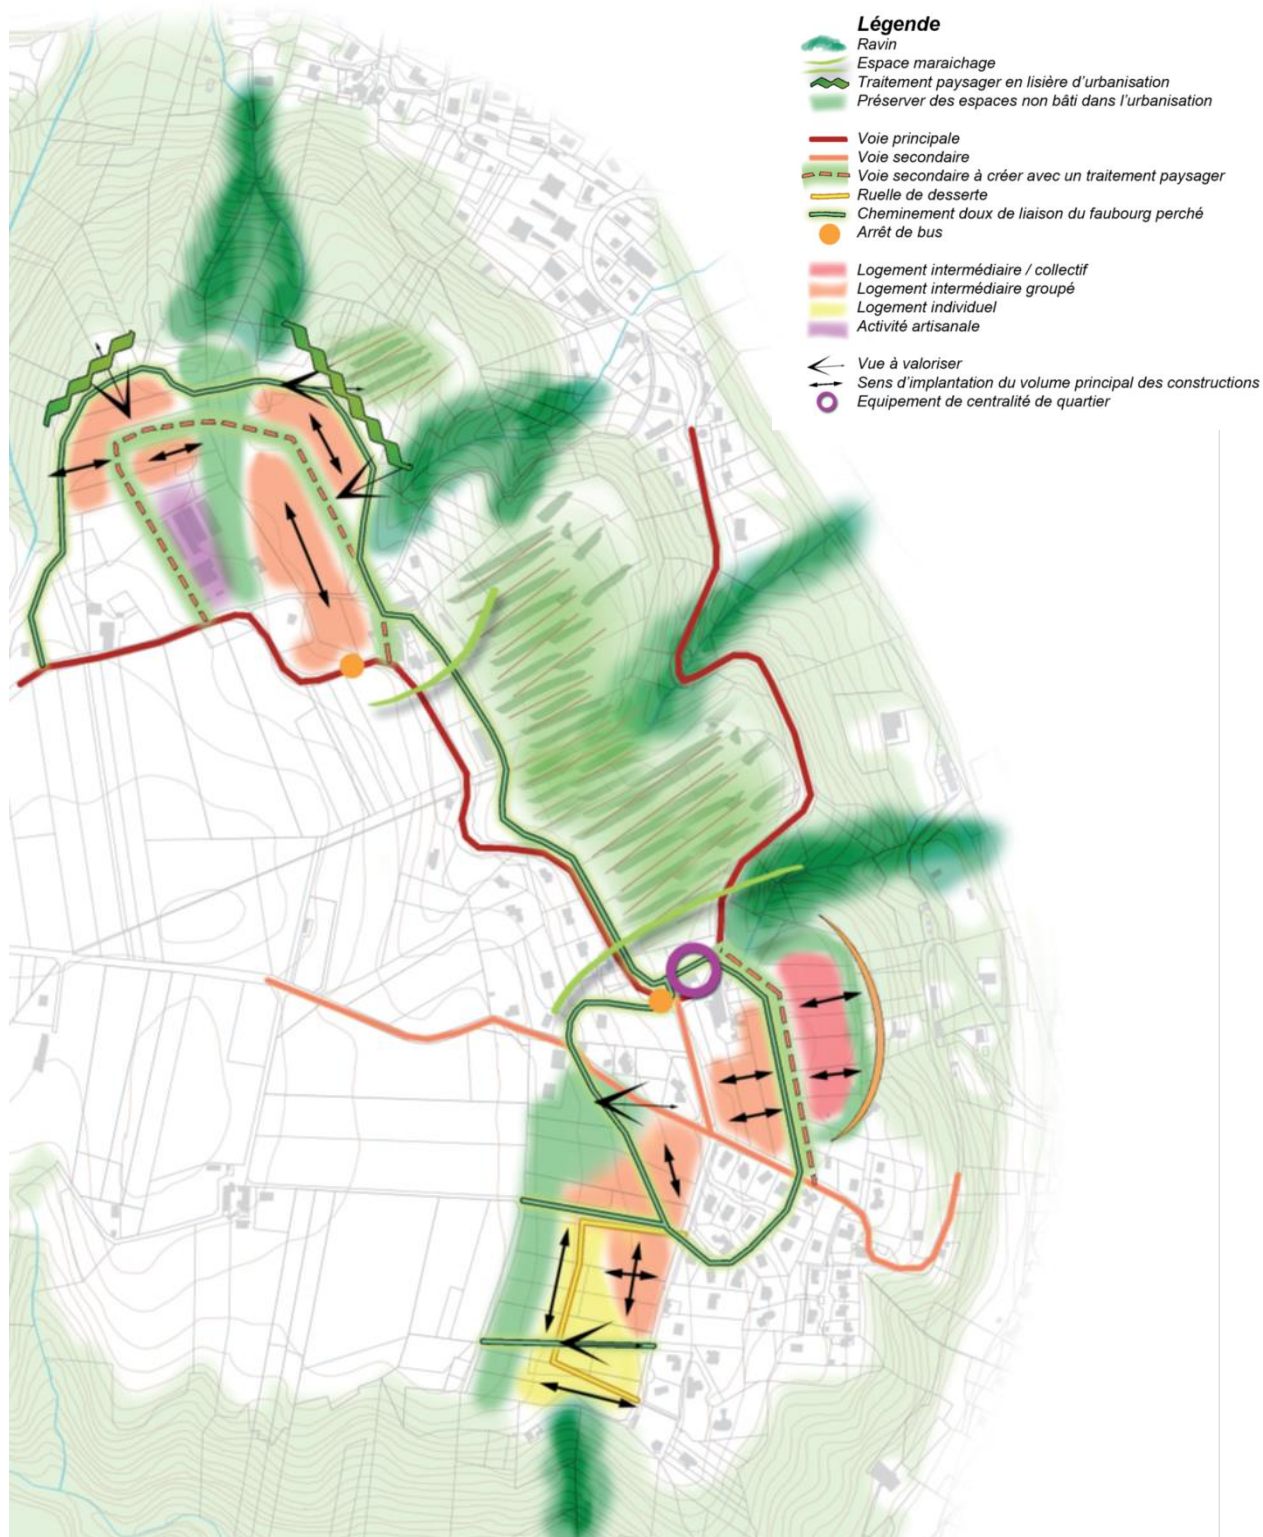 Légende
Ravin
Espace maraichage
Traitement paysager en lisière d'urbanisation
Préserver des espaces non bâti dans l'urbanisation
Voie principale
Voie secondaire
Voie secondaire à créer avec un traitement paysager
Ruelle de desserte
Cheminement doux de liaison du faubourg perché
Arrêt de bus
Logement intermédiaire / collectif
Logement intermédiaire groupé
Logement individuel
Activité artisanale
Vue à valoriser
Sens d'implantation du volume principal des constructions
Equipement de centralité de quartier